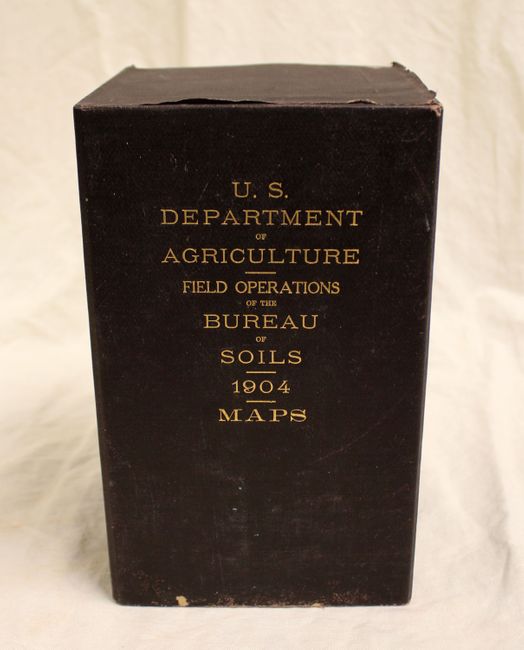 U. S.
DEPARTMENT
OF
AGRICULTURE
FIELD OPERATIONS
OF THE
BUREAU
OF
SOILS
1904
MAPS